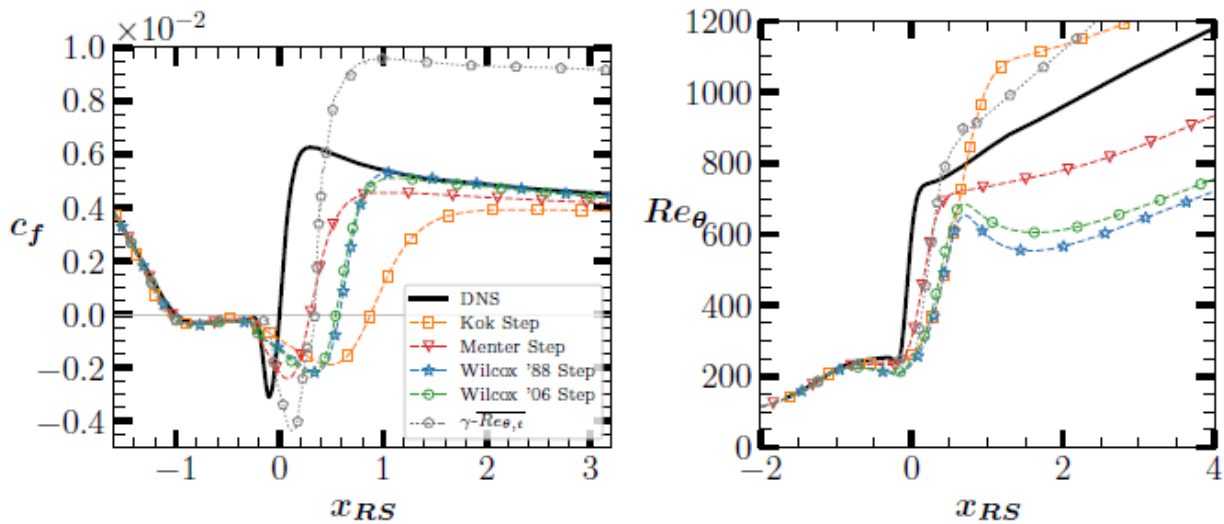 ×10⁻²
1.0
0.8
0.6
0.4
0.2
0.0
−0.2
−0.4
c_f
−1
0
1
2
3
x_RS
DNS
Kok Step
Menter Step
Wilcox '88 Step
Wilcox '06 Step
γ-Re_θ,t
1200
1000
800
600
400
200
0
Re_θ
−2
0
2
4
x_RS